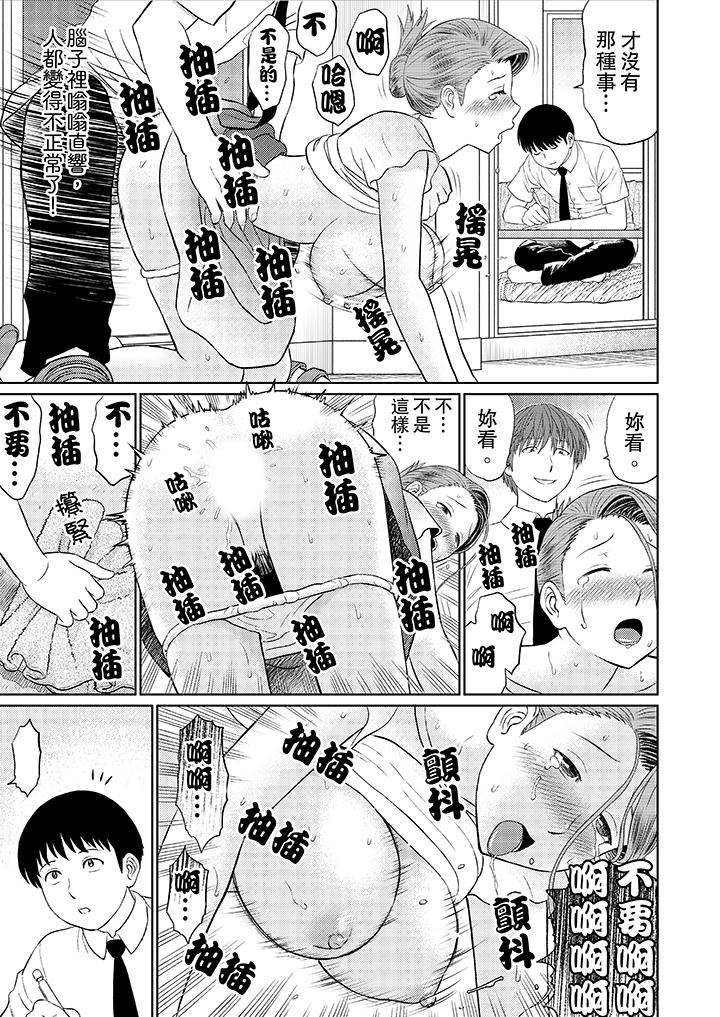 才沒有
那種事…
啊
哈嗯
不
不是的…
抽插
抽插
抽插
抽插
抽插
抽插
搖晃
搖晃
腦子裡嗡嗡直響，
人都變得不正常了！
妳看。
妳看。
抽插
抽插
啊
啊
不…
不是
這樣…
咕啾
咕啾
抽插
抽插
抽插
抽插
抽插
不…
抽插
不要…
攥緊
抽插
顫抖
顫抖
不要啊啊
啊啊啊啊
抽插
抽插
抽插
抽插
啊啊…
啊…